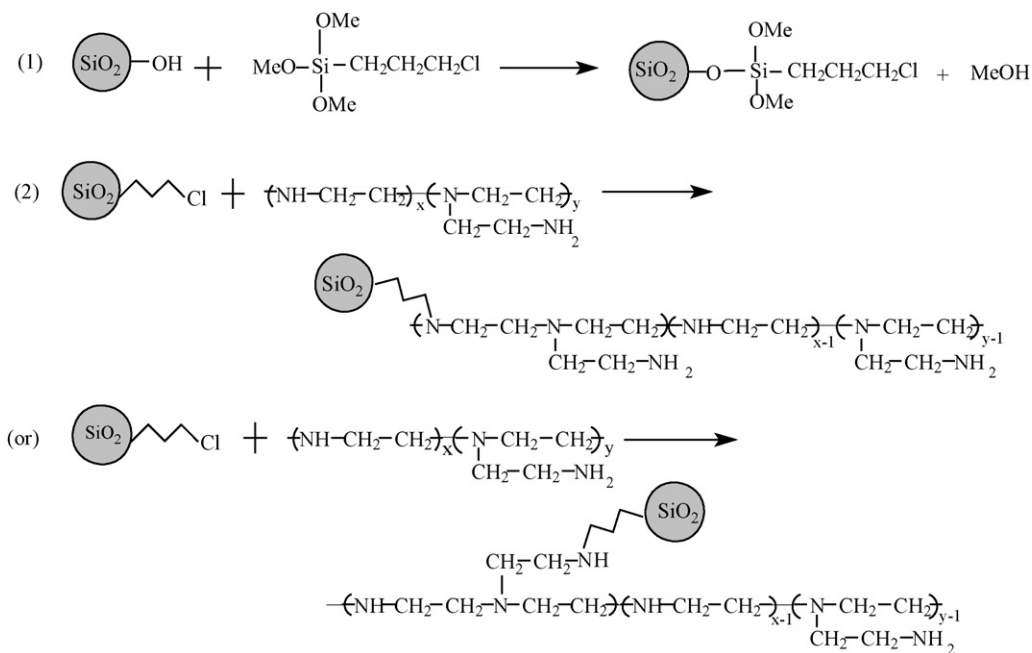 OMe OMe
(1) SiO₂—OH + MeO—Si—CH₂CH₂CH₂Cl → SiO₂—O—Si—CH₂CH₂CH₂Cl + MeOH
OMe OMe
(2) SiO₂ Cl + (NH—CH₂—CH₂)x(N—CH₂—CH₂)y →
CH₂—CH₂—NH₂
SiO₂
(N—CH₂—CH₂—N—CH₂—CH₂)(NH—CH₂—CH₂)x-1(N—CH₂—CH₂)y-1
CH₂—CH₂—NH₂ CH₂—CH₂—NH₂
(or) SiO₂ Cl + (NH—CH₂—CH₂)x(N—CH₂—CH₂)y →
CH₂—CH₂—NH₂
SiO₂
CH₂—CH₂—NH
(NH—CH₂—CH₂—N—CH₂—CH₂)(NH—CH₂—CH₂)x-1(N—CH₂—CH₂)y-1
CH₂—CH₂—NH₂